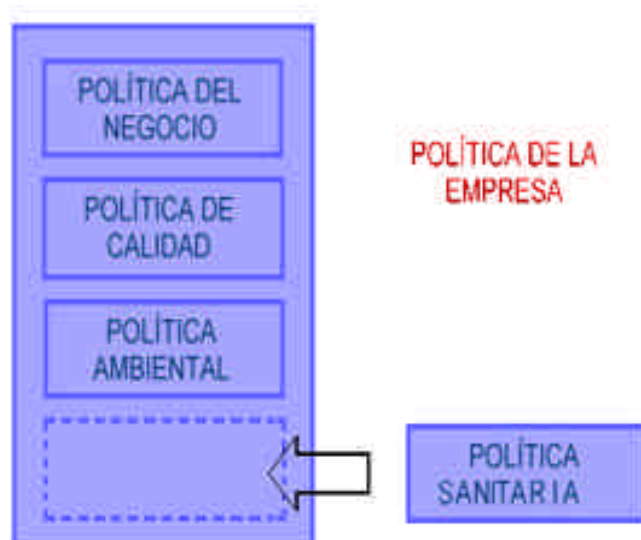 POLÍTICA DEL
NEGOCIO
POLÍTICA DE
CALIDAD
POLÍTICA
AMBIENTAL
POLÍTICA DE LA
EMPRESA
POLÍTICA
SANITARIA